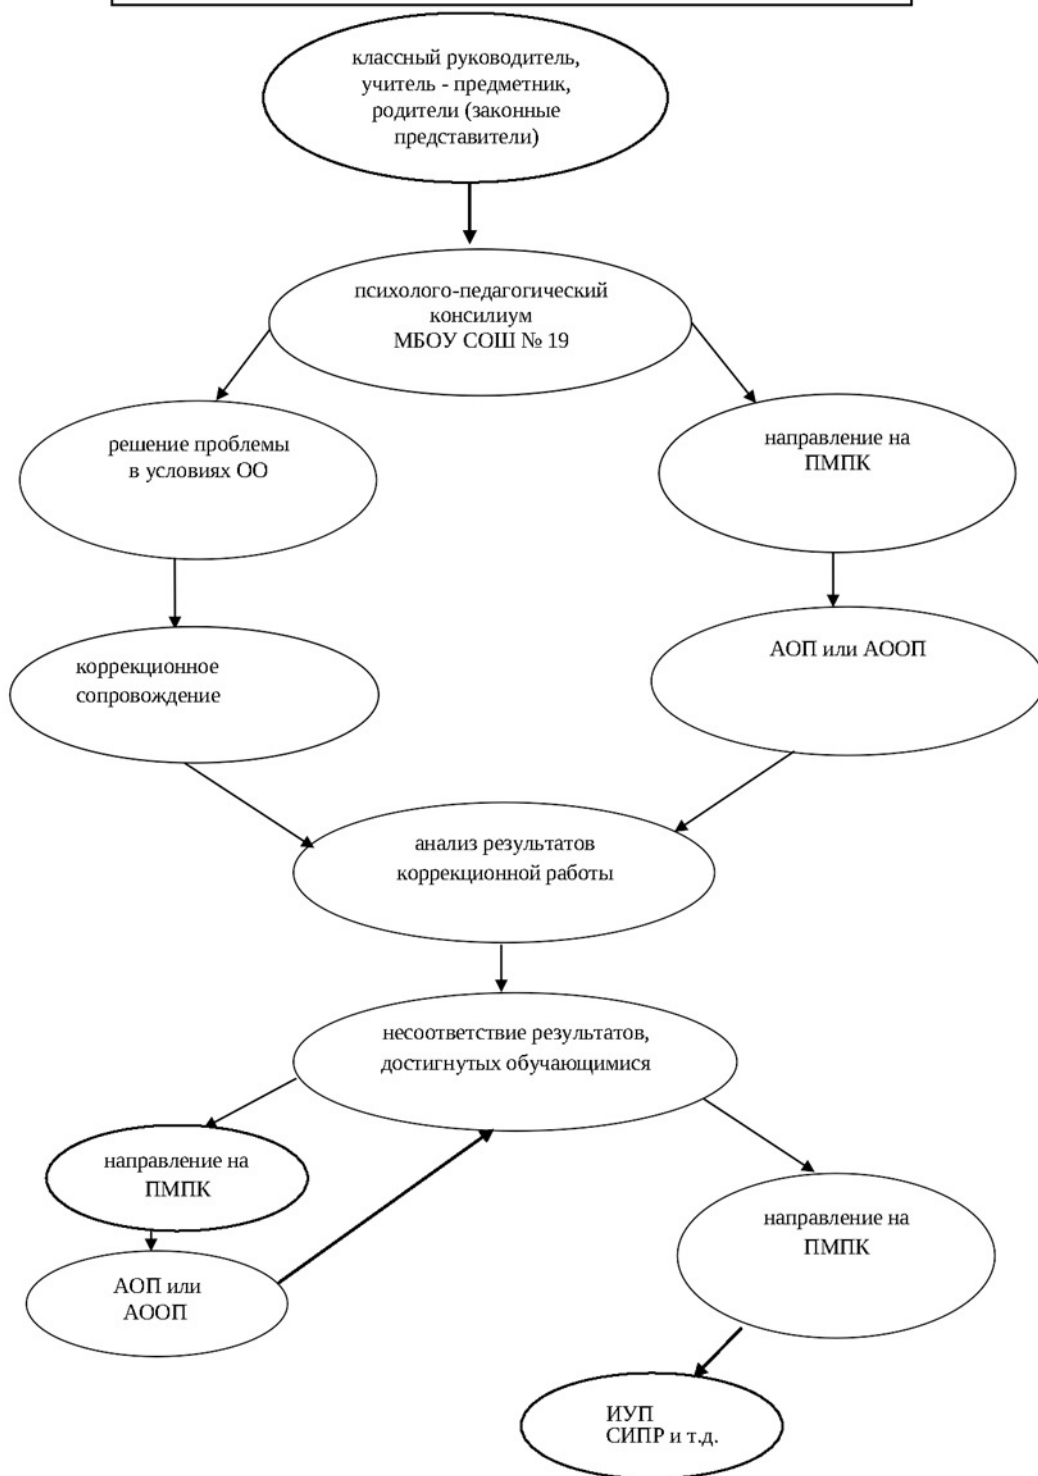 классный руководитель,
учитель - предметник,
родители (законные
представители)
психолого-педагогический
консилиум
МБОУ СОШ № 19
решение проблемы
в условиях ОО
направление на
ПМПК
коррекционное
сопровождение
АОП или АООП
анализ результатов
коррекционной работы
несоответствие результатов,
достигнутых обучающимися
направление на
ПМПК
АОП или
АООП
направление на
ПМПК
ИУП
СИПР и т.д.